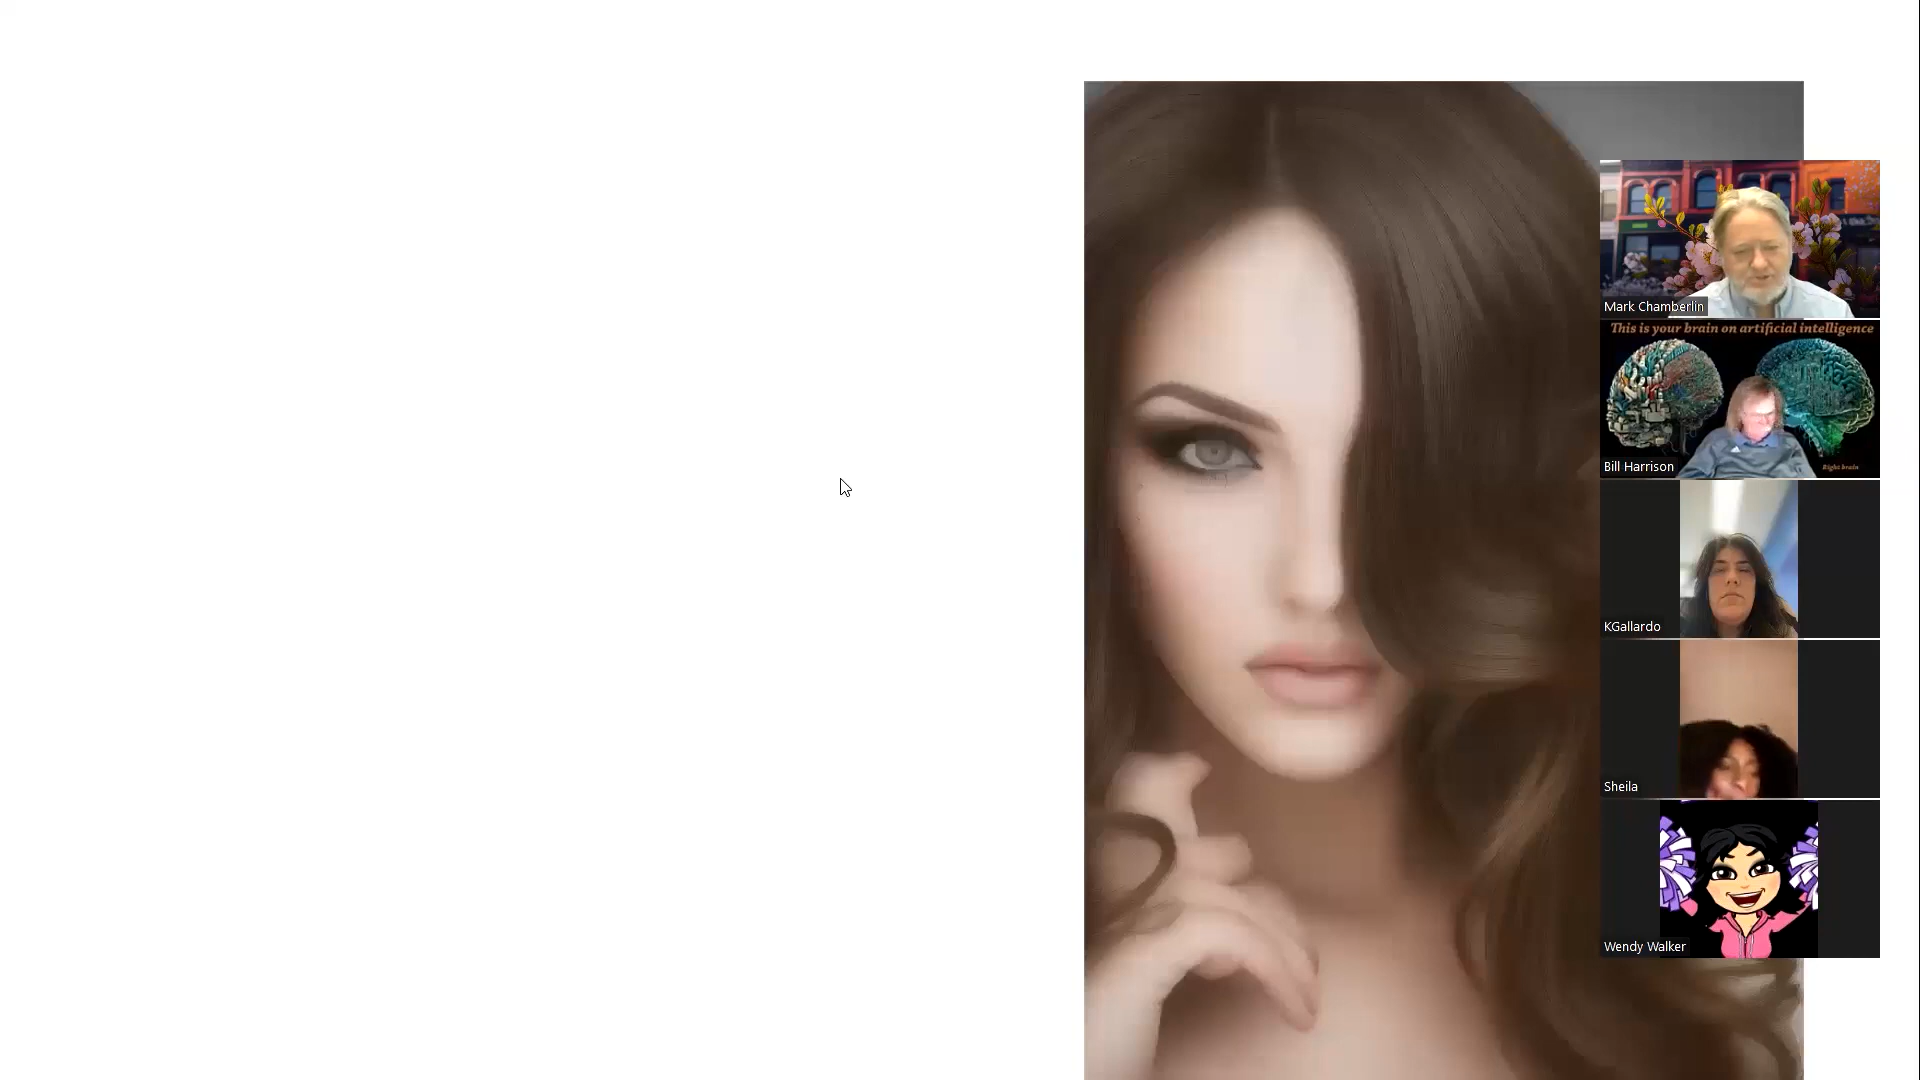 Mark Chamberlin
This is your brain on artificial intelligence
Right brain
Bill Harrison
KGallardo
Sheila
Wendy Walker